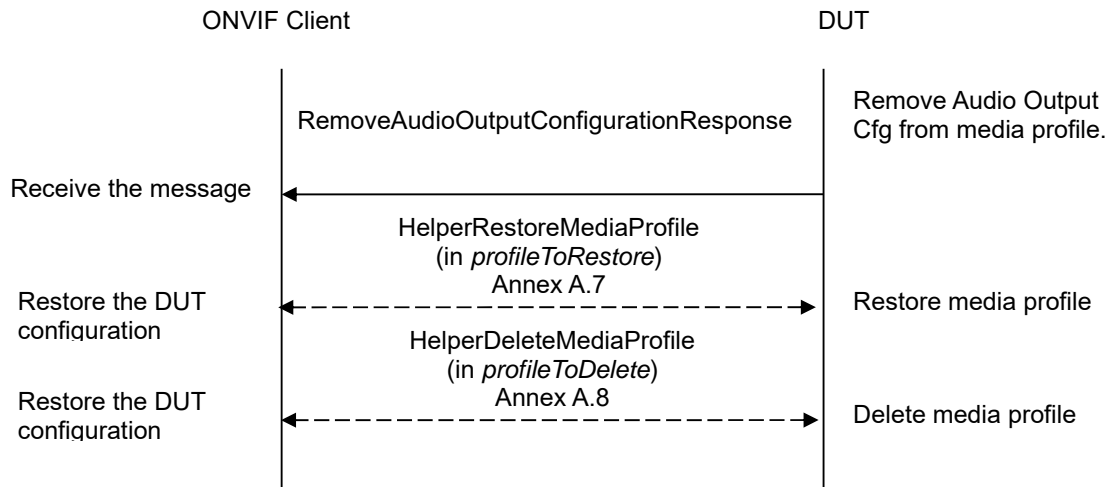 ONVIF Client
DUT
Remove Audio Output
Cfg from media profile.
RemoveAudioOutputConfigurationResponse
Receive the message
HelperRestoreMediaProfile
(in profileToRestore)
Annex A.7
Restore the DUT
configuration
Restore media profile
HelperDeleteMediaProfile
(in profileToDelete)
Annex A.8
Restore the DUT
configuration
Delete media profile